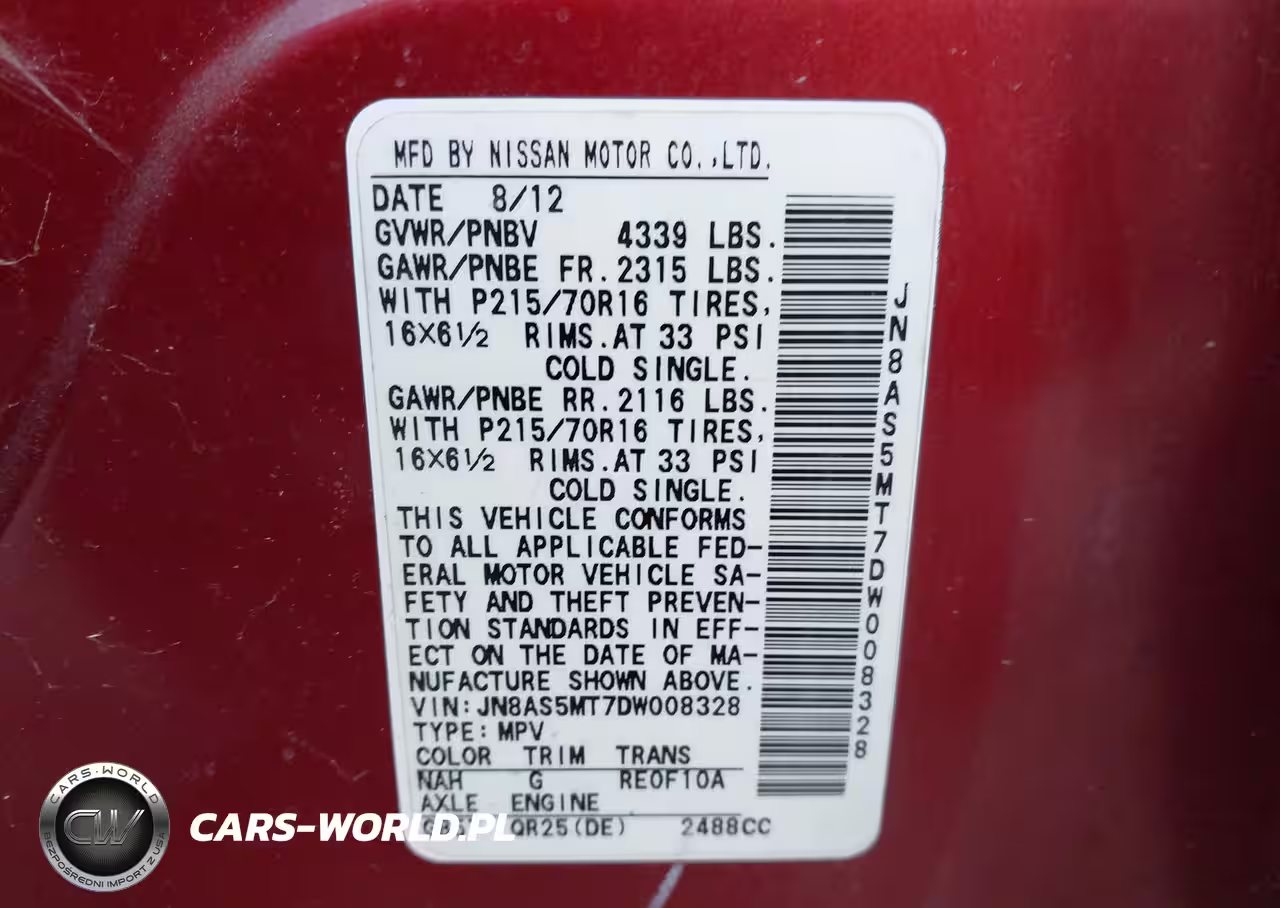 MFD BY NISSAN MOTOR CO.,LTD.
DATE 8/12
GVWR/PNBV 4339 LBS.
GAWR/PNBE FR.2315 LBS.
WITH P215/70R16 TIRES,
16X6½ RIMS.AT 33 PSI
COLD SINGLE.
GAWR/PNBE RR.2116 LBS.
WITH P215/70R16 TIRES,
16X6½ RIMS.AT 33 PSI
COLD SINGLE.
THIS VEHICLE CONFORMS
TO ALL APPLICABLE FED-
ERAL MOTOR VEHICLE SA-
FETY AND THEFT PREVEN-
TION STANDARDS IN EFF-
ECT ON THE DATE OF MA-
NUFACTURE SHOWN ABOVE.
VIN:JN8AS5MT7DW008328
TYPE:MPV
COLOR TRIM TRANS
NAH G RE0F10A
AXLE ENGINE
QR25(DE) 2488CC
JN8AS5MT7DW008328
CARS-WORLD
CW
BEZPOŚREDNI IMPORT Z USA
CARS-WORLD.PL